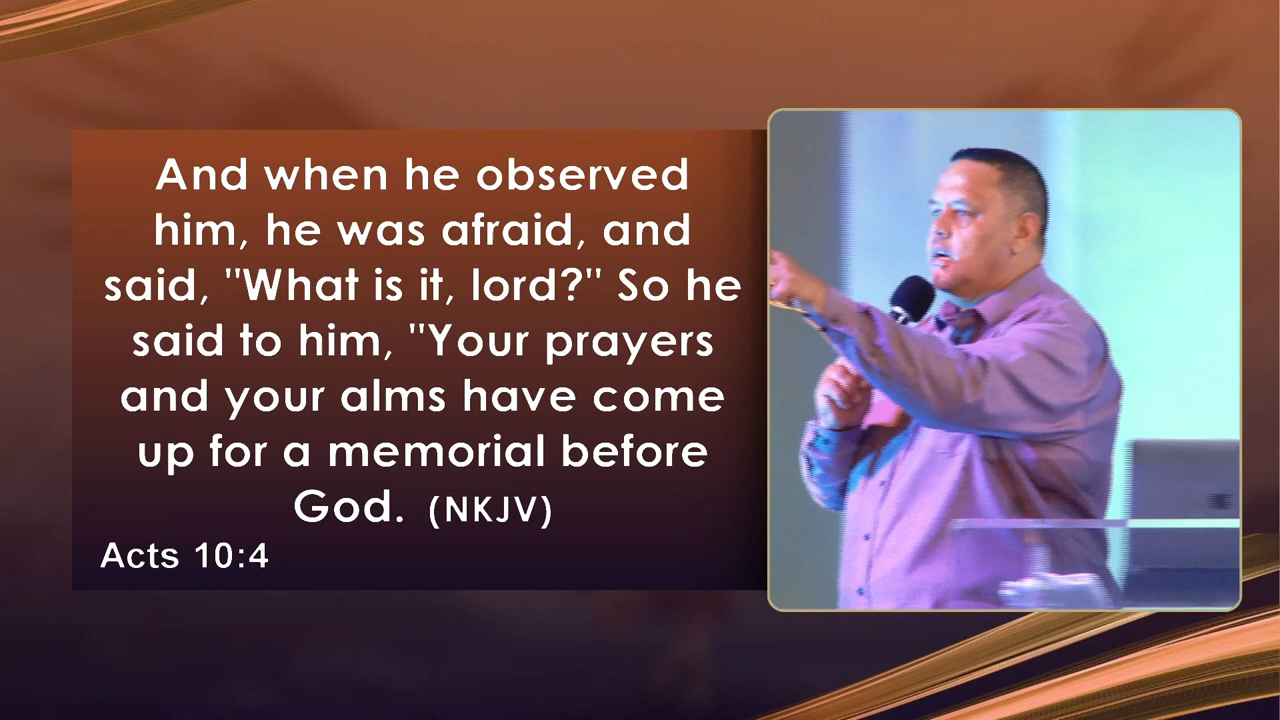 And when he observed
him, he was afraid, and
said, "What is it, lord?" So he
said to him, "Your prayers
and your alms have come
up for a memorial before
God. (NKJV)
Acts 10:4